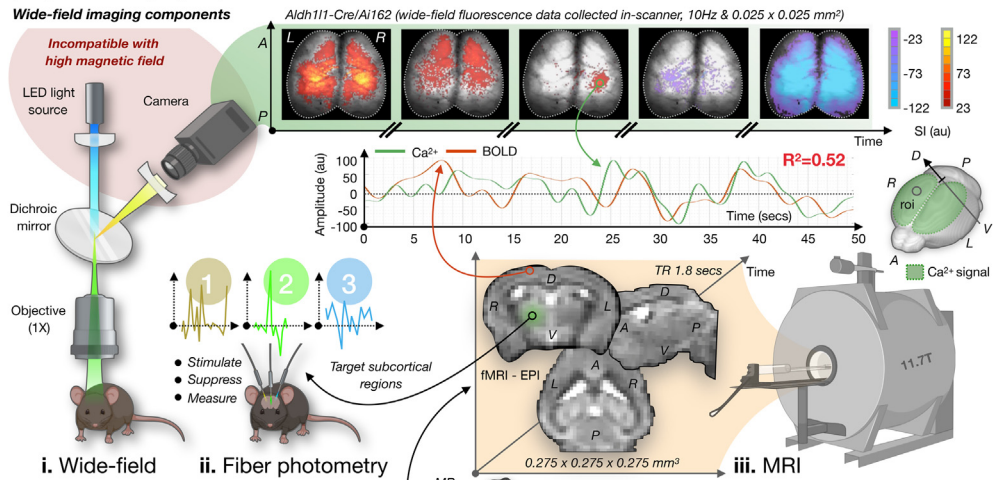 Wide-field imaging components
Incompatible with
high magnetic field
LED light
source
Camera
Dichroic
mirror
Objective
(1X)
i. Wide-field
Aldh1l1-Cre/Ai162 (wide-field fluorescence data collected in-scanner, 10Hz & 0.025 x 0.025 mm²)
A
P
L
R
Time
-23
-73
-122
122
73
23
SI (au)
Ca²⁺
BOLD
R²=0.52
Amplitude (au)
100
50
0
-50
-100
Time (secs)
0
5
10
15
20
25
30
35
40
45
50
D
P
R
roi
V
L
A
Ca²⁺ signal
1
2
3
Stimulate
Suppress
Measure
ii. Fiber photometry
Target subcortical
regions
TR 1.8 secs
Time
D
R
L
V
D
A
P
V
fMRI - EPI
A
L
R
P
0.275 x 0.275 x 0.275 mm³
11.7T
iii. MRI